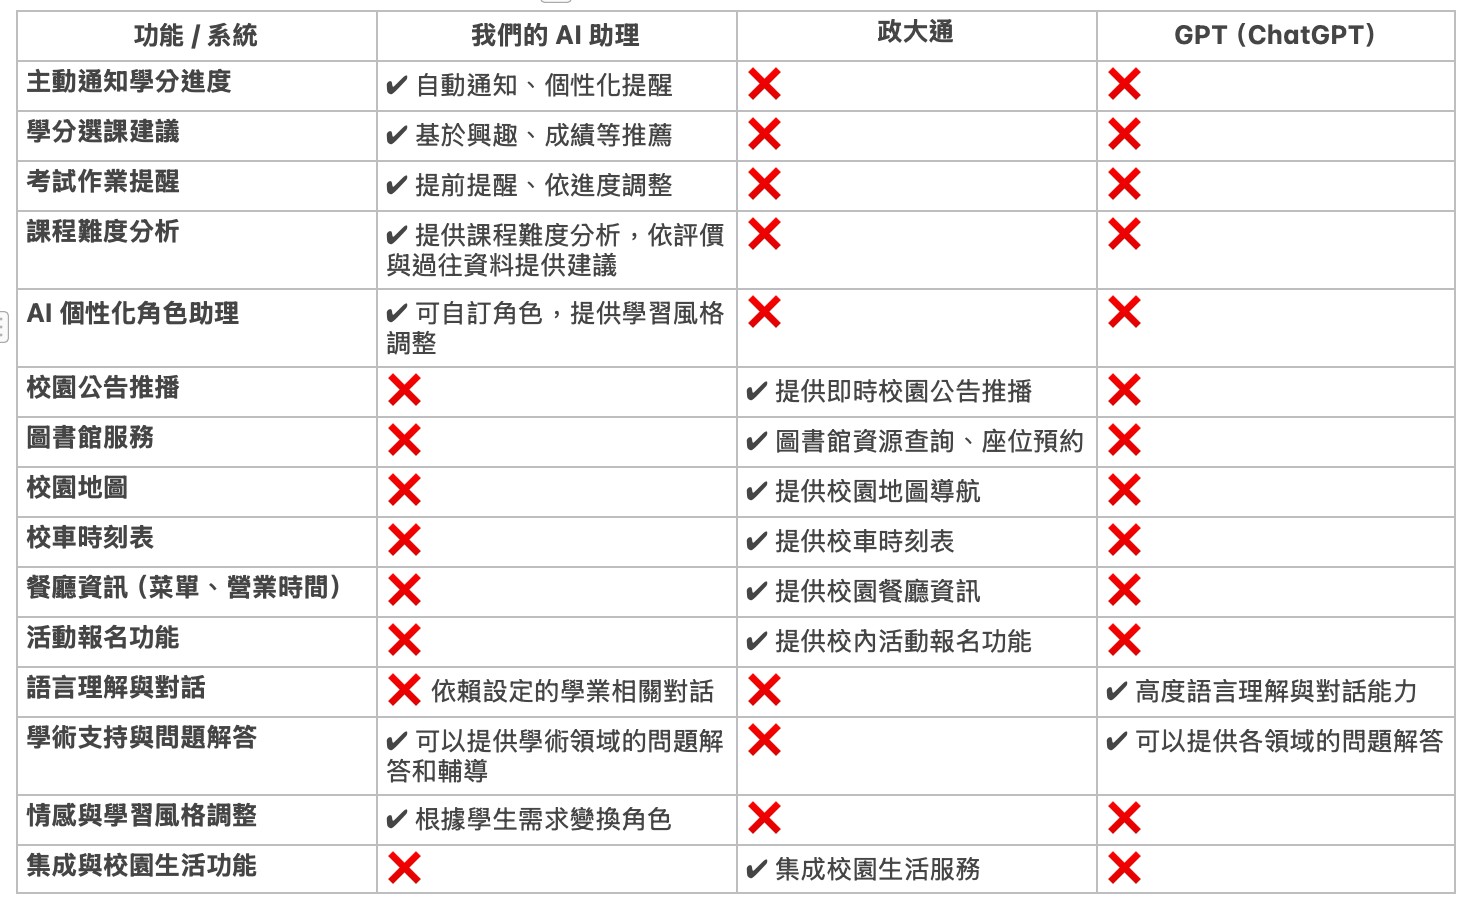 功能 / 系統 我們的 AI 助理 政大通 GPT（ChatGPT）
主動通知學分進度 ✔ 自動通知、個性化提醒 ❌ ❌
學分選課建議 ✔ 基於興趣、成績等推薦 ❌ ❌
考試作業提醒 ✔ 提前提醒、依進度調整 ❌ ❌
課程難度分析 ✔ 提供課程難度分析，依評價 ❌ ❌
與過往資料提供建議
AI 個性化角色助理 ✔ 可自訂角色，提供學習風格 ❌ ❌
調整
校園公告推播 ❌ ✔ 提供即時校園公告推播 ❌
圖書館服務 ❌ ✔ 圖書館資源查詢、座位預約 ❌
校園地圖 ❌ ✔ 提供校園地圖導航 ❌
校車時刻表 ❌ ✔ 提供校車時刻表 ❌
餐廳資訊（菜單、營業時間） ❌ ✔ 提供校園餐廳資訊 ❌
活動報名功能 ❌ ✔ 提供校內活動報名功能 ❌
語言理解與對話 ❌ 依賴設定的學業相關對話 ❌ ✔ 高度語言理解與對話能力
學術支持與問題解答 ✔ 可以提供學術領域的問題解 ❌ ✔ 可以提供各領域的問題解答
答和輔導
情感與學習風格調整 ✔ 根據學生需求變換角色 ❌ ❌
集成與校園生活功能 ❌ ✔ 集成校園生活服務 ❌